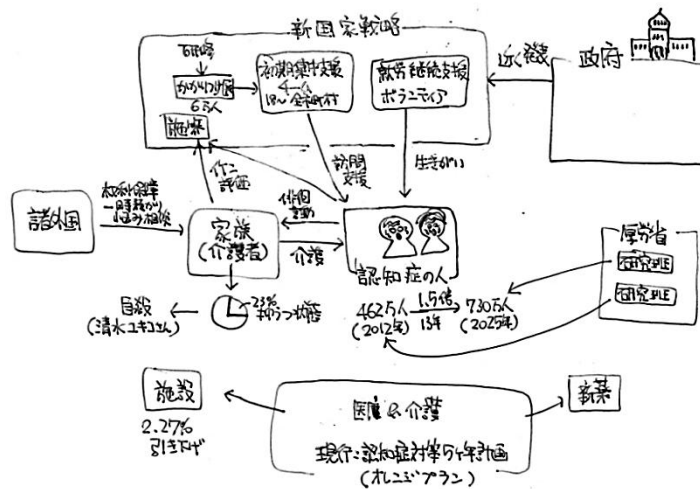 新国家戦略
近く発表
政府
かかりつけ医
6万人
初期集中支援
チーム
18〜全市町村
就労継続支援
ボランティア
施策
評価
訪問
支援
生きがい
諸外国
家族
(介護者)
介護
認知症の人
厚労省
研究班
研究班
23%
抑うつ状態
自殺
(清水ユキコさん)
462万人
(2012年)
1.5倍
13年
730万人
(2025年)
施設
2.27%
引き下げ
医療&介護
新薬
現行:認知症対策5か年計画
(オレンジプラン)